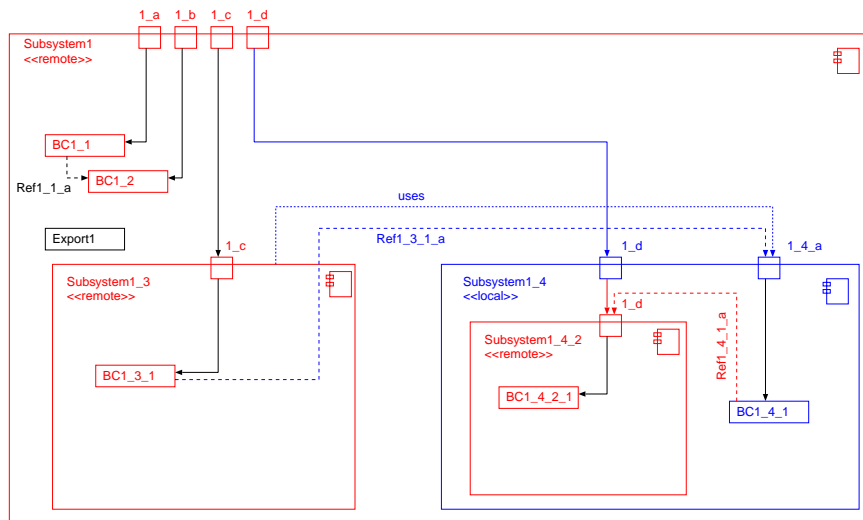 1_a
1_b
1_c
1_d
Subsystem1
<<remote>>
BC1_1
BC1_2
Ref1_1_a
uses
Export1
1_c
Ref1_3_1_a
1_d
1_4_a
Subsystem1_3
<<remote>>
Subsystem1_4
<<local>>
1_d
Subsystem1_4_2
<<remote>>
Ref1_4_1_a
BC1_3_1
BC1_4_2_1
BC1_4_1